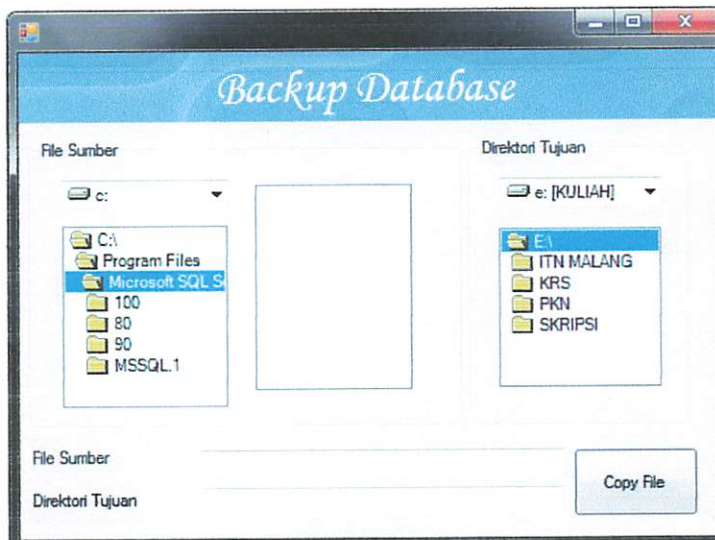 Backup Database
File Sumber
c:
C:\
Program Files
Microsoft SQL Se
100
80
90
MSSQL.1
Direktori Tujuan
e: [KULIAH]
E:\
ITN MALANG
KRS
PKN
SKRIPSI
File Sumber
Direktori Tujuan
Copy File